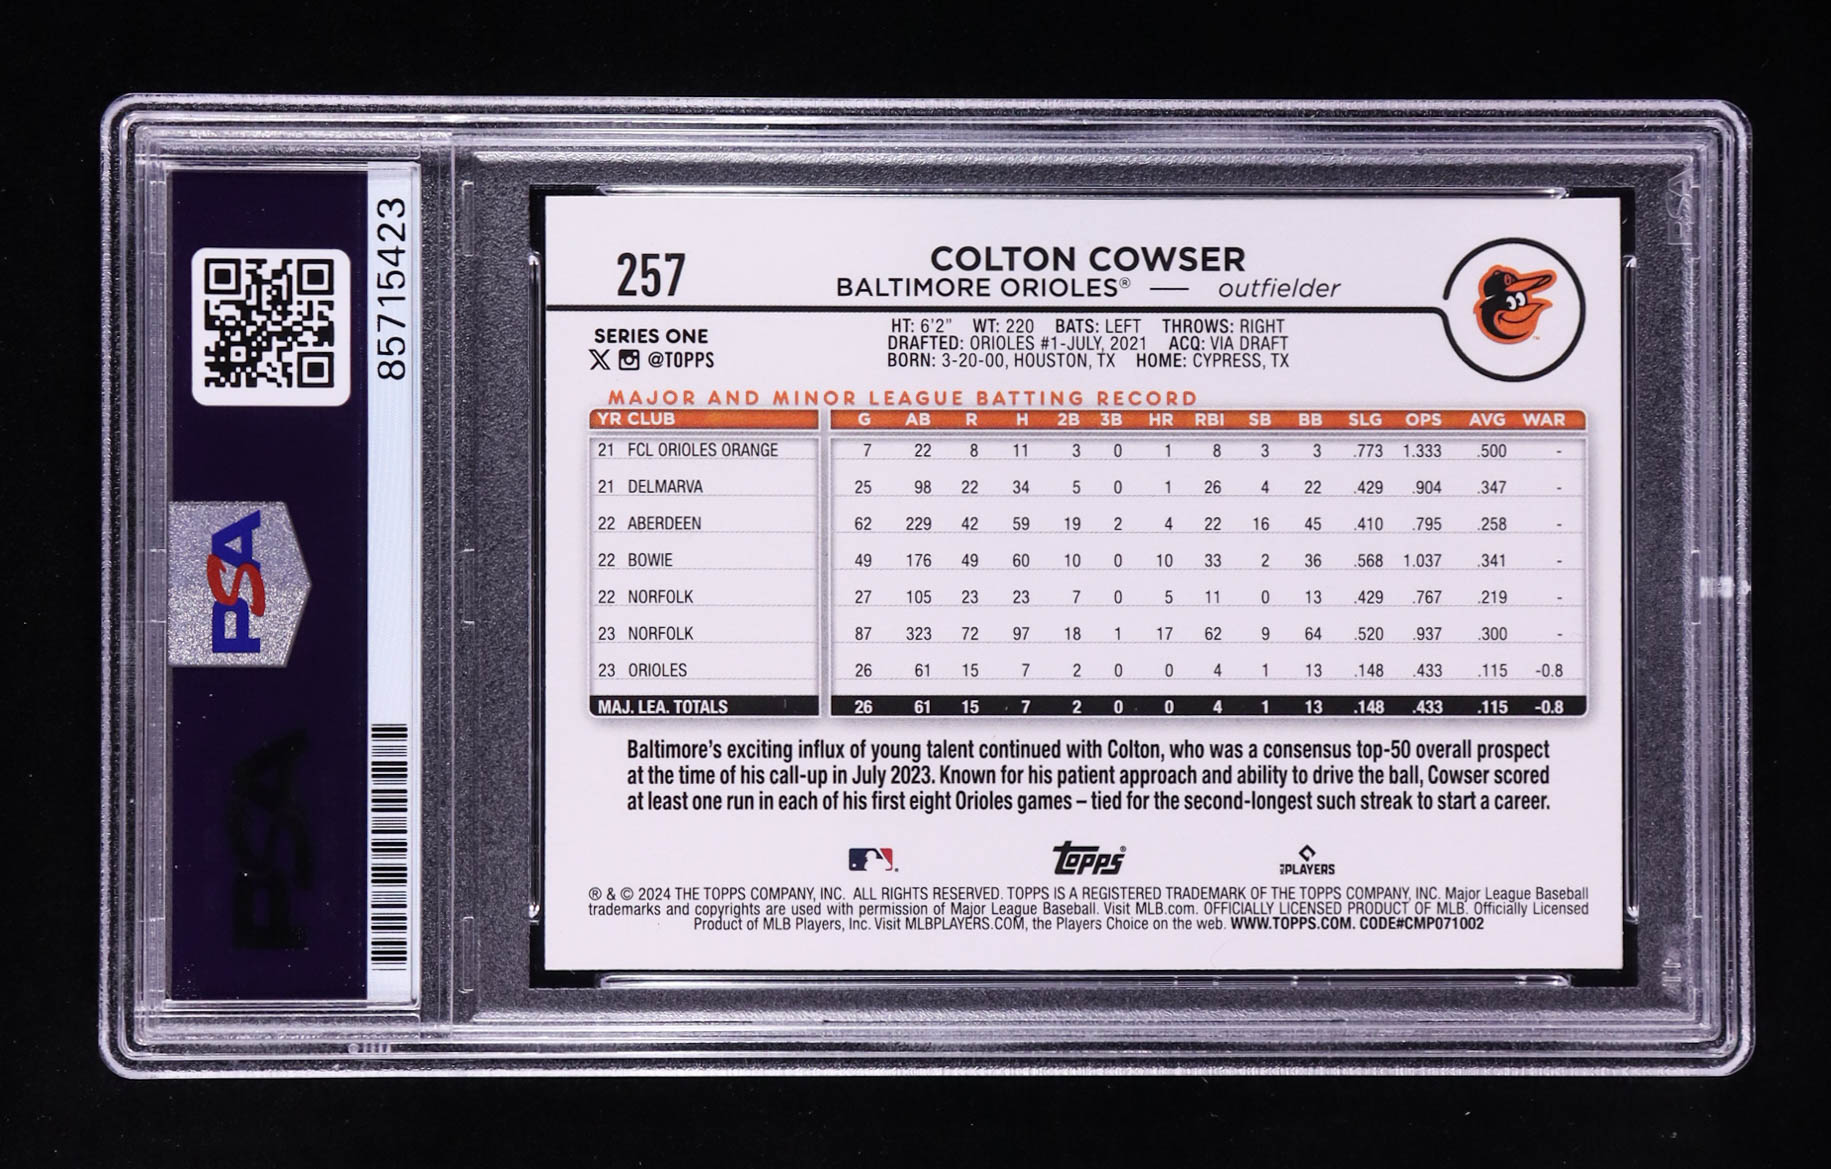 85715423
PSA
PSA
257
COLTON COWSER
BALTIMORE ORIOLES® — outfielder
SERIES ONE
@TOPPS
HT: 6'2" WT: 220 BATS: LEFT THROWS: RIGHT
DRAFTED: ORIOLES #1-JULY, 2021 ACQ: VIA DRAFT
BORN: 3-20-00, HOUSTON, TX HOME: CYPRESS, TX
MAJOR AND MINOR LEAGUE BATTING RECORD
YR CLUB G AB R H 2B 3B HR RBI SB BB SLG OPS AVG WAR
21 FCL ORIOLES ORANGE 7 22 8 11 3 0 1 8 3 3 .773 1.333 .500 -
21 DELMARVA 25 98 22 34 5 0 1 26 4 22 .429 .904 .347 -
22 ABERDEEN 62 229 42 59 19 2 4 22 16 45 .410 .795 .258 -
22 BOWIE 49 176 49 60 10 0 10 33 2 36 .568 1.037 .341 -
22 NORFOLK 27 105 23 23 7 0 5 11 0 13 .429 .767 .219 -
23 NORFOLK 87 323 72 97 18 1 17 62 9 64 .520 .937 .300 -
23 ORIOLES 26 61 15 7 2 0 0 4 1 13 .148 .433 .115 -0.8
MAJ. LEA. TOTALS 26 61 15 7 2 0 0 4 1 13 .148 .433 .115 -0.8
Baltimore's exciting influx of young talent continued with Colton, who was a consensus top-50 overall prospect
at the time of his call-up in July 2023. Known for his patient approach and ability to drive the ball, Cowser scored
at least one run in each of his first eight Orioles games – tied for the second-longest such streak to start a career.
Topps®
PLAYERS
® & © 2024 THE TOPPS COMPANY, INC. ALL RIGHTS RESERVED. TOPPS IS A REGISTERED TRADEMARK OF THE TOPPS COMPANY, INC. Major League Baseball
trademarks and copyrights are used with permission of Major League Baseball. Visit MLB.com. OFFICIALLY LICENSED PRODUCT OF MLB. Officially Licensed
Product of MLB Players, Inc. Visit MLBPLAYERS.COM, the Players Choice on the web. WWW.TOPPS.COM. CODE#CMP071002
PSA